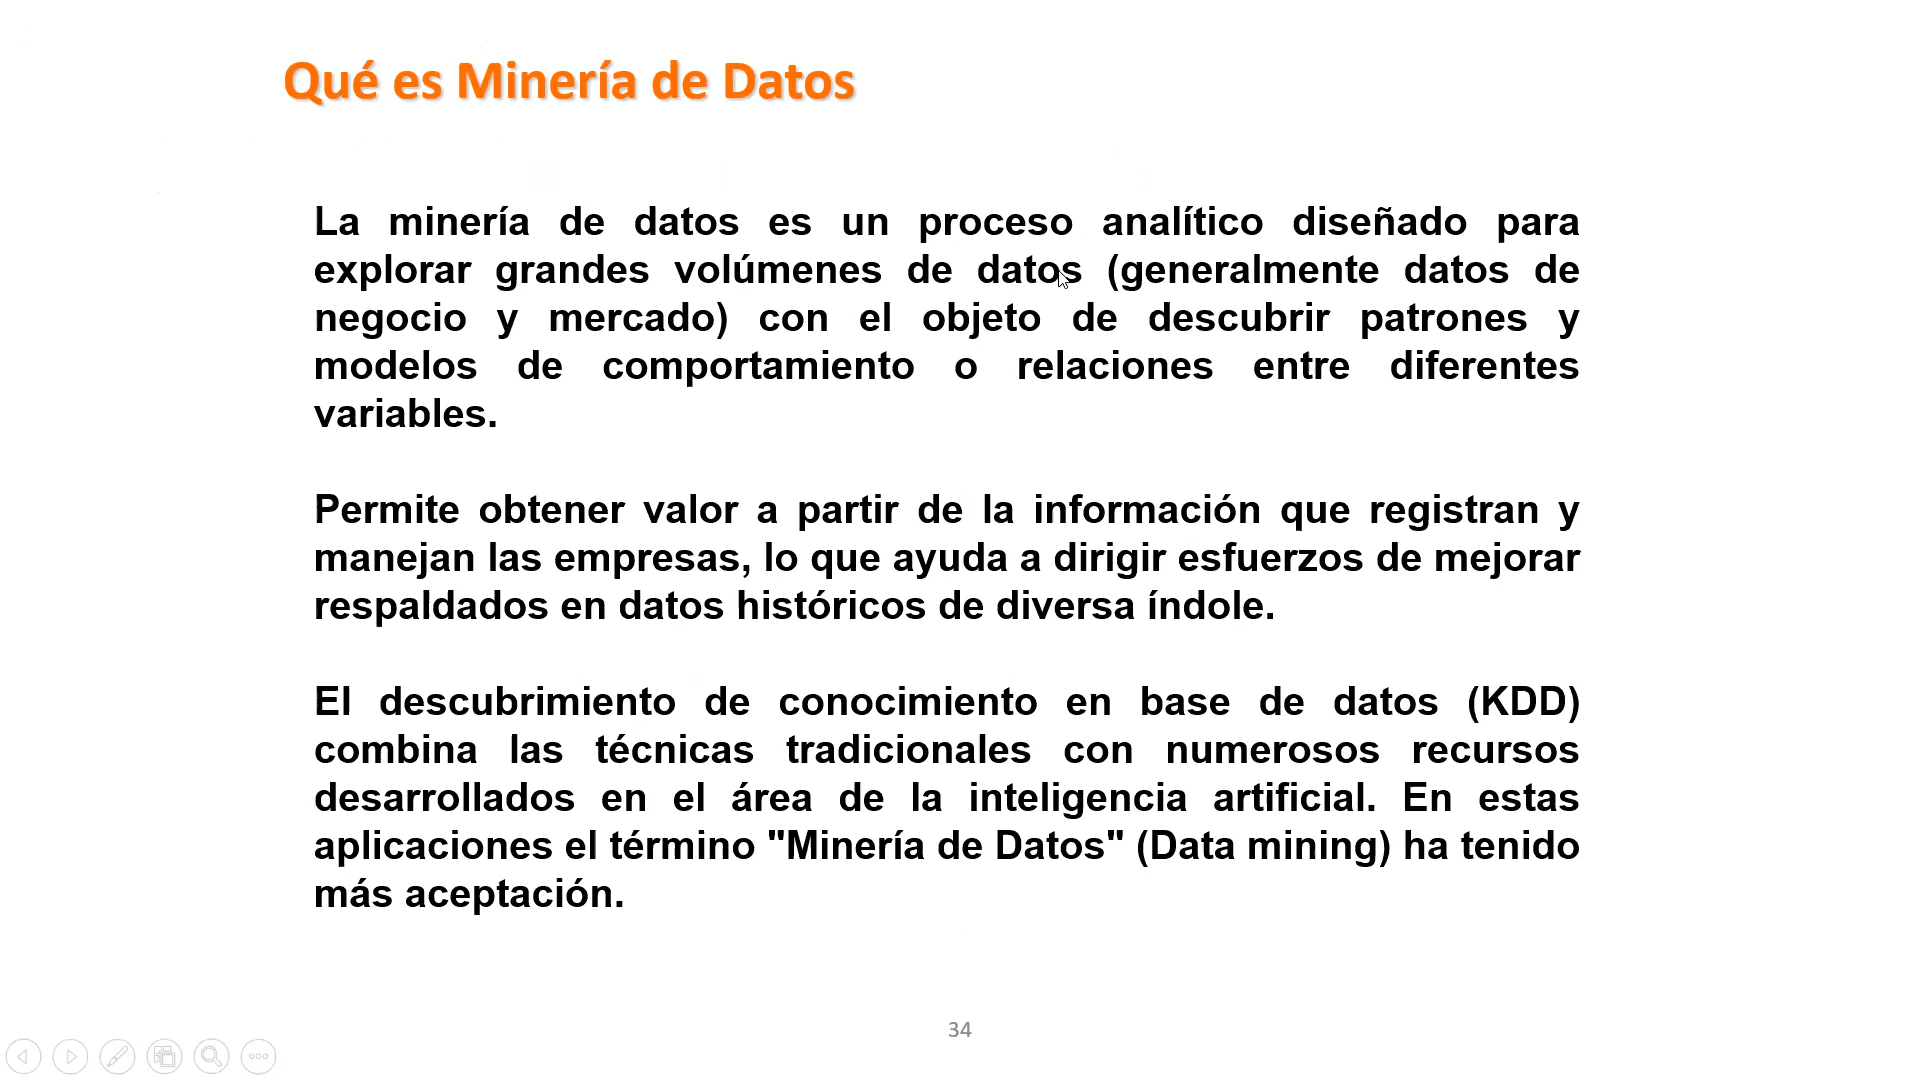 Qué es Minería de Datos
La minería de datos es un proceso analítico diseñado para
explorar grandes volúmenes de datos (generalmente datos de
negocio y mercado) con el objeto de descubrir patrones y
modelos de comportamiento o relaciones entre diferentes
variables.
Permite obtener valor a partir de la información que registran y
manejan las empresas, lo que ayuda a dirigir esfuerzos de mejorar
respaldados en datos históricos de diversa índole.
El descubrimiento de conocimiento en base de datos (KDD)
combina las técnicas tradicionales con numerosos recursos
desarrollados en el área de la inteligencia artificial. En estas
aplicaciones el término "Minería de Datos" (Data mining) ha tenido
más aceptación.
34